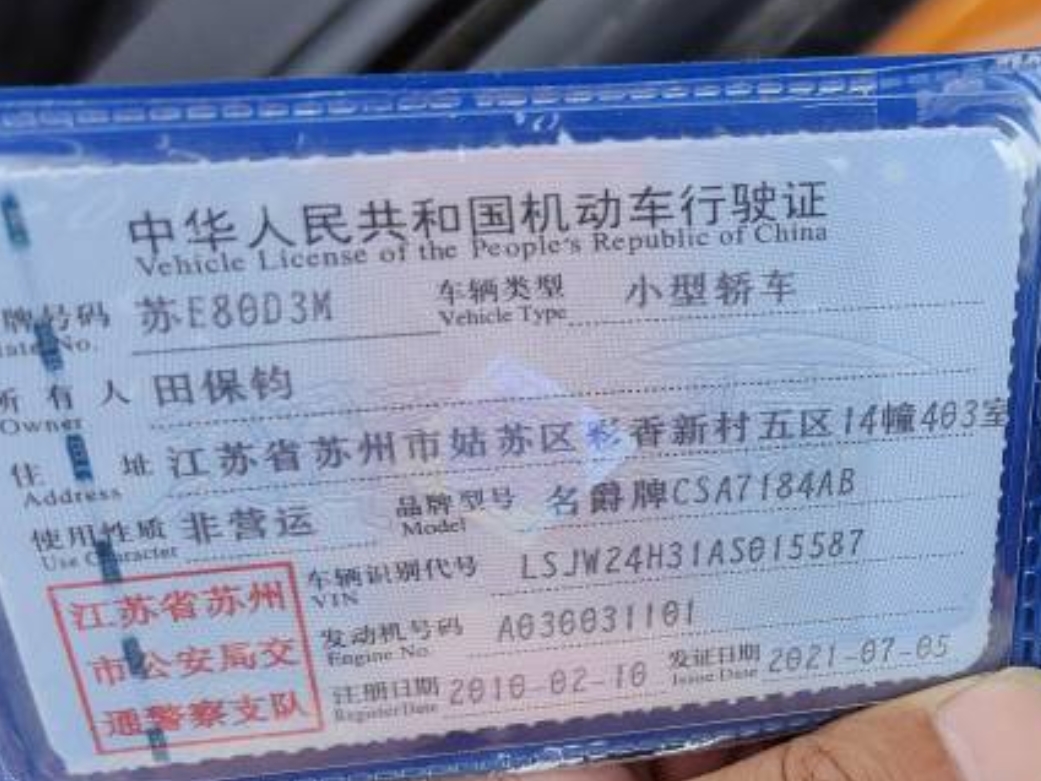 中华人民共和国机动车行驶证
Vehicle License of the People's Republic of China
牌号码 苏E80D3M 车辆类型 小型轿车
No. Vehicle Type
所有人 田保钧
Owner
住址 江苏省苏州市姑苏区彩香新村五区14幢403室
Address
使用性质 非营运 品牌型号 名爵牌CSA7184AB
Use Character Model
车辆识别代号 LSJW24H31AS015587
VIN
发动机号码 A030031101
Engine No.
注册日期 2010-02-10 发证日期 2021-07-05
Register Date Issue Date
江苏省苏州
市公安局交
通警察支队